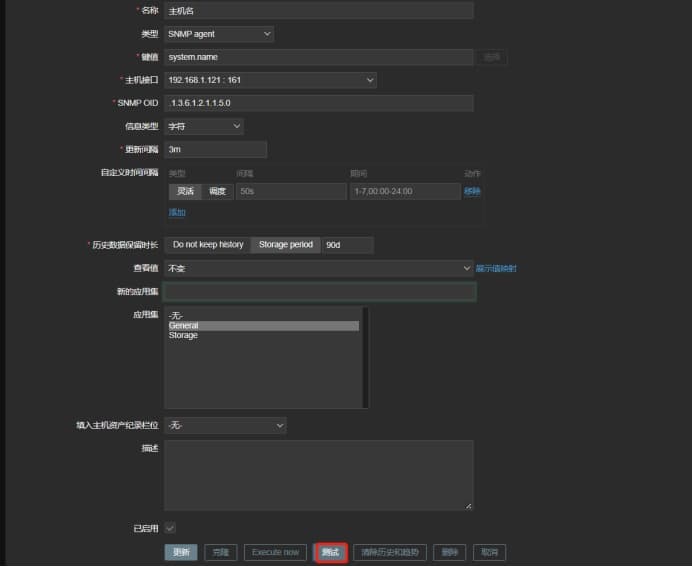 * 名称 主机名
类型 SNMP agent
* 键值 system.name 选择
* 主机接口 192.168.1.121 : 161
* SNMP OID .1.3.6.1.2.1.1.5.0
信息类型 字符
* 更新间隔 3m
自定义时间间隔 类型 间隔 期间 动作
灵活 调度 50s 1-7,00:00-24:00 移除
添加
* 历史数据保留时长 Do not keep history Storage period 90d
查看值 不变 展示值映射
新的应用集
应用集 -无-
General
Storage
填入主机资产纪录栏位 -无-
描述
已启用
更新 克隆 Execute now 测试 清除历史和趋势 删除 取消